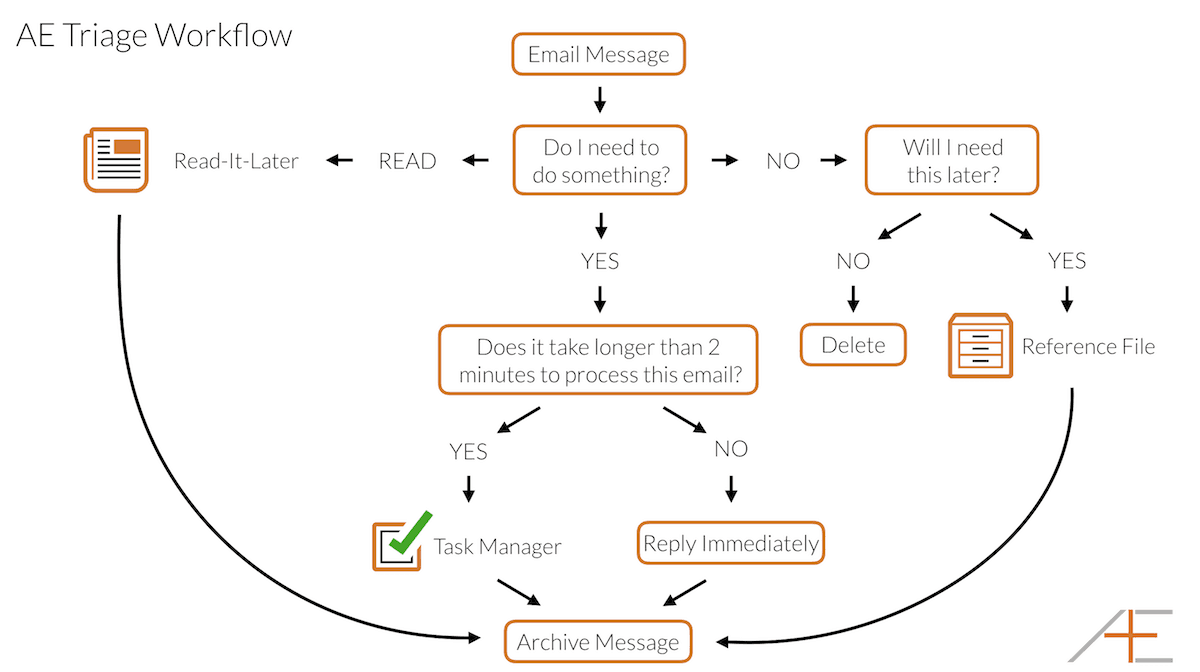 AE Triage Workflow
Email Message
Read-It-Later
READ
Do I need to
do something?
NO
Will I need
this later?
YES
NO
YES
Does it take longer than 2
minutes to process this email?
Delete
Reference File
YES
NO
Task Manager
Reply Immediately
Archive Message
AE